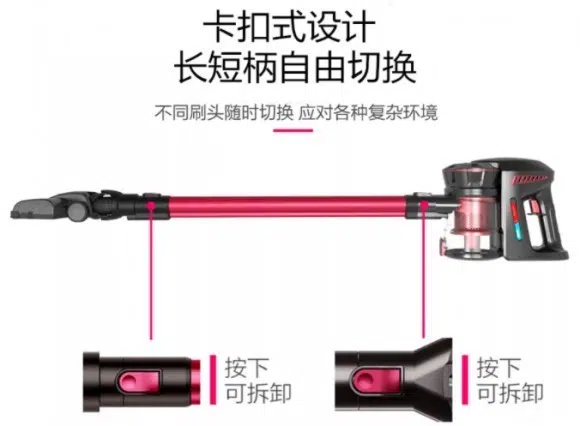 卡扣式设计
长短柄自由切换
不同刷头随时切换 应对各种复杂环境
按下
可拆卸
按下
可拆卸